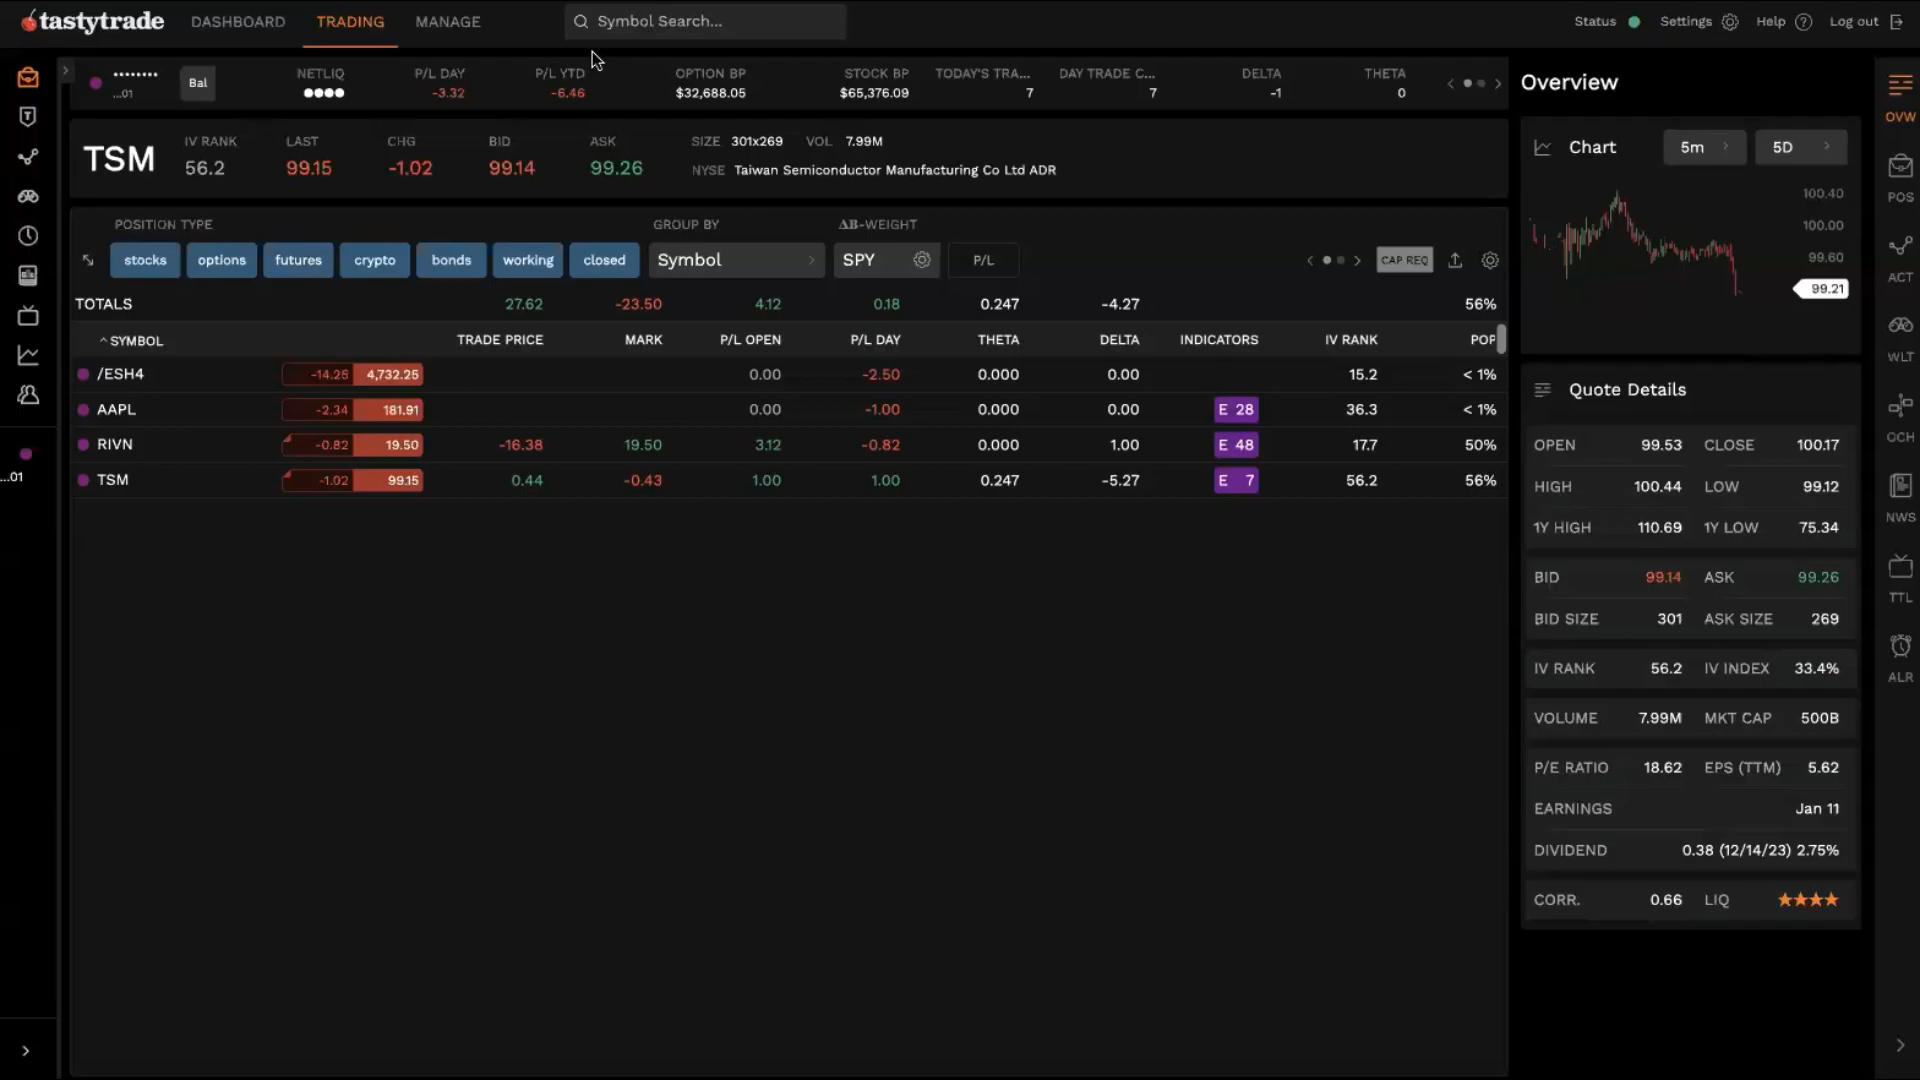 tastytrade DASHBOARD TRADING MANAGE Symbol Search... Status Settings Help ? Log out
...01 Bal
NETLIQ P/L DAY P/L YTD OPTION BP STOCK BP TODAY'S TRA... DAY TRADE C... DELTA THETA
-3.32 -6.46 $32,688.05 $65,376.09 7 7 -1 0
TSM
IV RANK LAST CHG BID ASK SIZE 301x269 VOL 7.99M
56.2 99.15 -1.02 99.14 99.26 NYSE Taiwan Semiconductor Manufacturing Co Ltd ADR
POSITION TYPE GROUP BY ΔB-WEIGHT
stocks options futures crypto bonds working closed Symbol SPY P/L CAP REQ
TOTALS 27.62 -23.50 4.12 0.18 0.247 -4.27 56%
SYMBOL TRADE PRICE MARK P/L OPEN P/L DAY THETA DELTA INDICATORS IV RANK POP
/ESH4 -14.25 4,732.25 0.00 -2.50 0.000 0.00 15.2 < 1%
AAPL -2.34 181.91 0.00 -1.00 0.000 0.00 E 28 36.3 < 1%
RIVN -0.82 19.50 -16.38 19.50 3.12 -0.82 0.000 1.00 E 48 17.7 50%
TSM -1.02 99.15 0.44 -0.43 1.00 1.00 0.247 -5.27 E 7 56.2 56%
...01
Overview
Chart 5m 5D
100.40
100.00
99.60
99.21
Quote Details
OPEN 99.53 CLOSE 100.17
HIGH 100.44 LOW 99.12
1Y HIGH 110.69 1Y LOW 75.34
BID 99.14 ASK 99.26
BID SIZE 301 ASK SIZE 269
IV RANK 56.2 IV INDEX 33.4%
VOLUME 7.99M MKT CAP 500B
P/E RATIO 18.62 EPS (TTM) 5.62
EARNINGS Jan 11
DIVIDEND 0.38 (12/14/23) 2.75%
CORR. 0.66 LIQ
OVW
POS
ACT
WLT
OCH
NWS
TTL
ALR